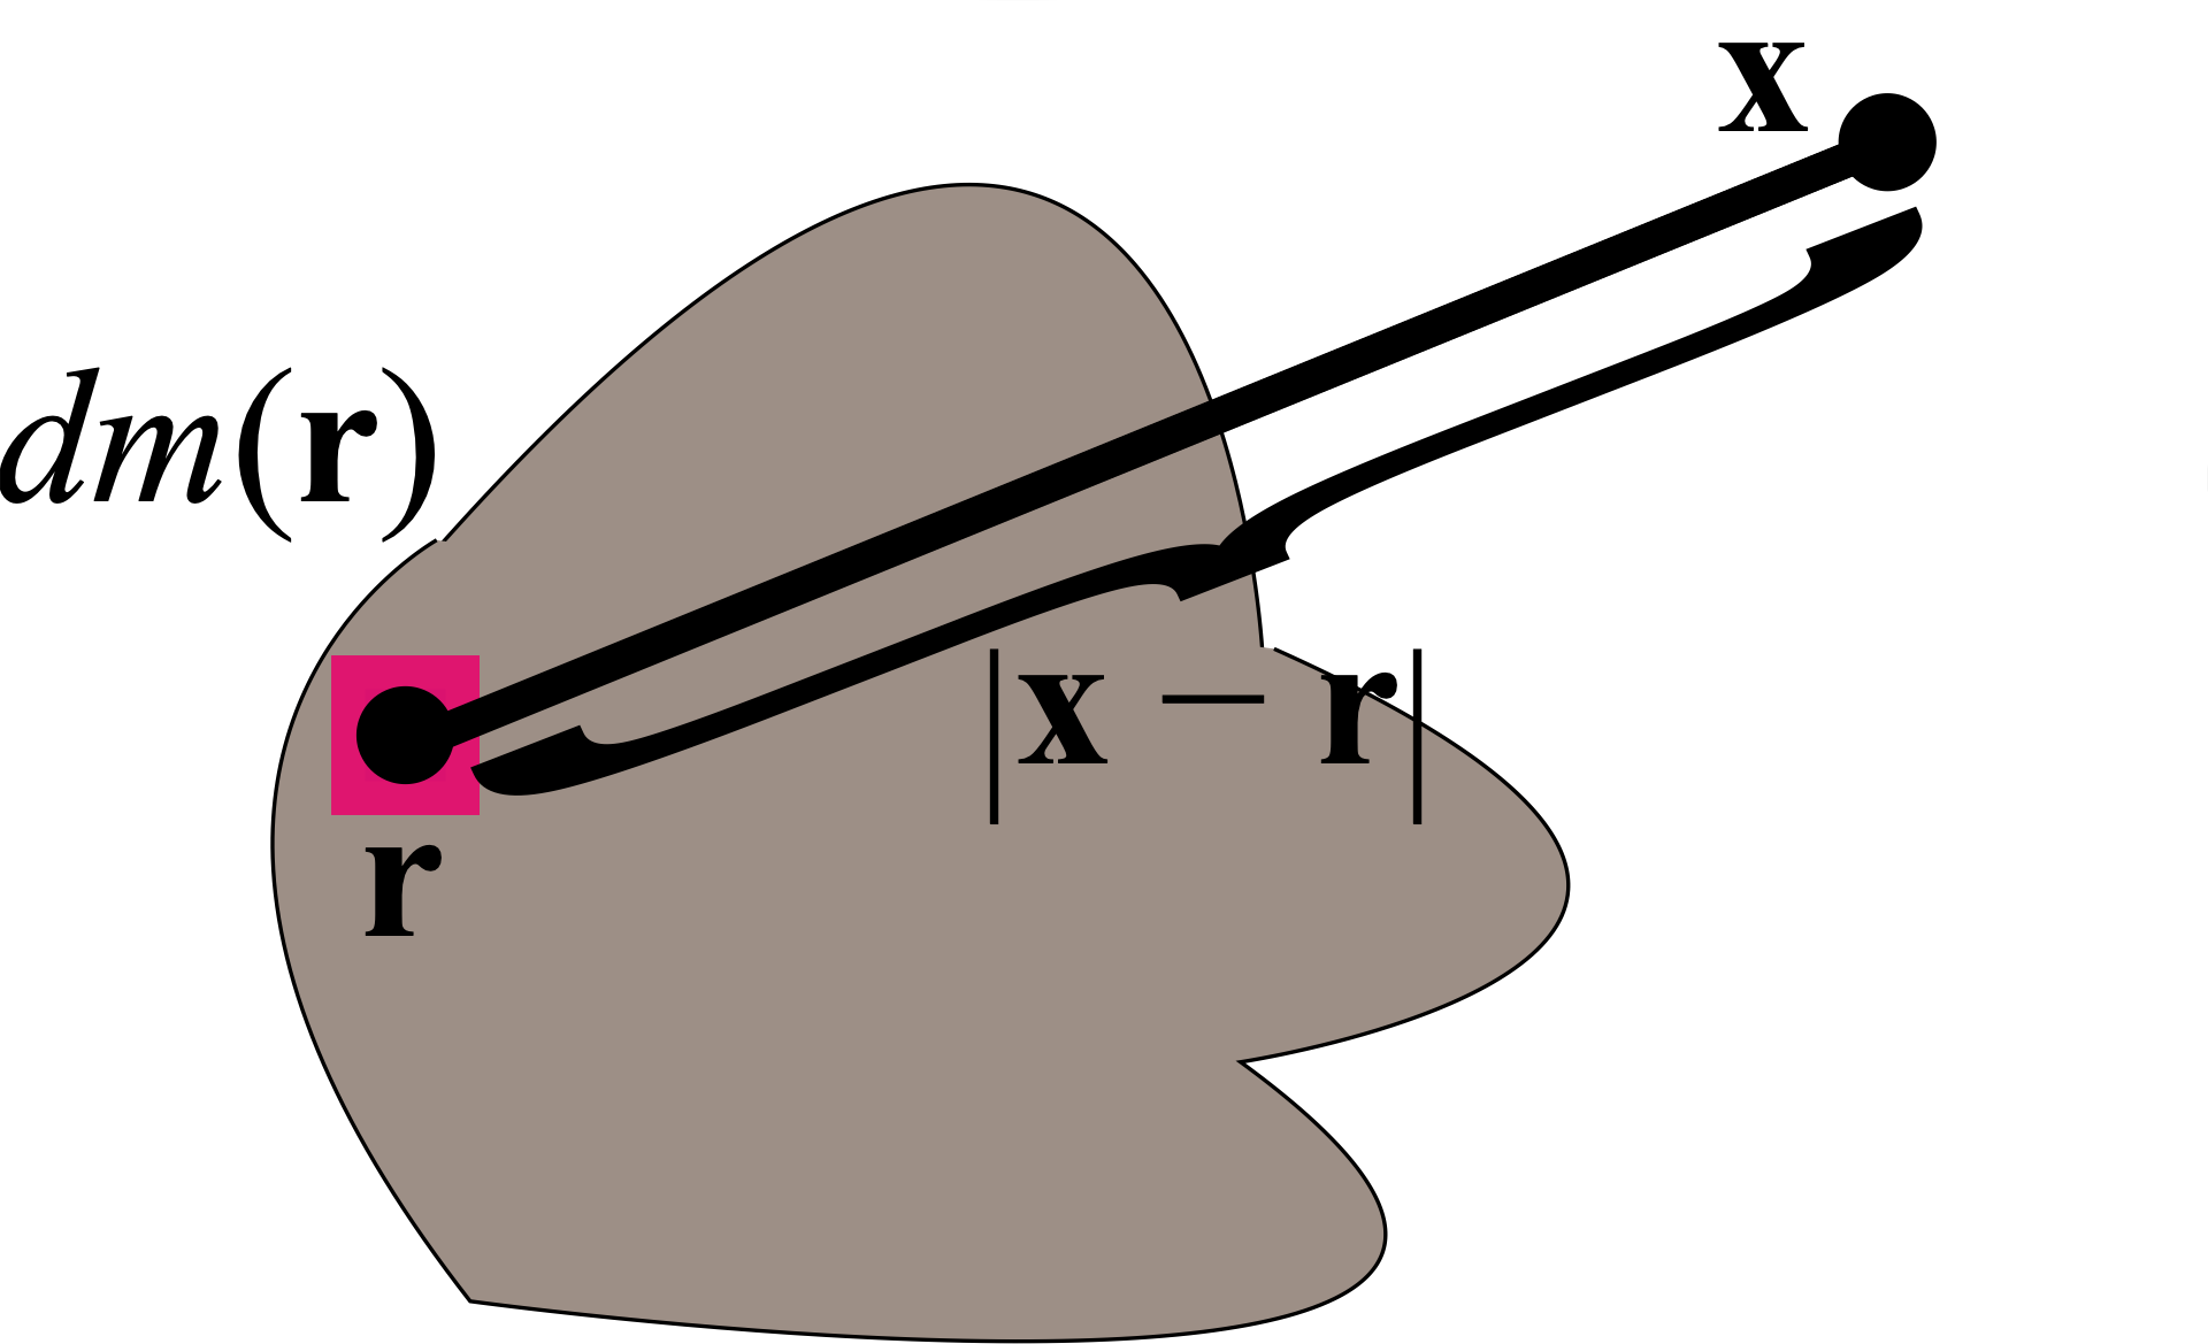 x
dm(r)
|x − r|
r